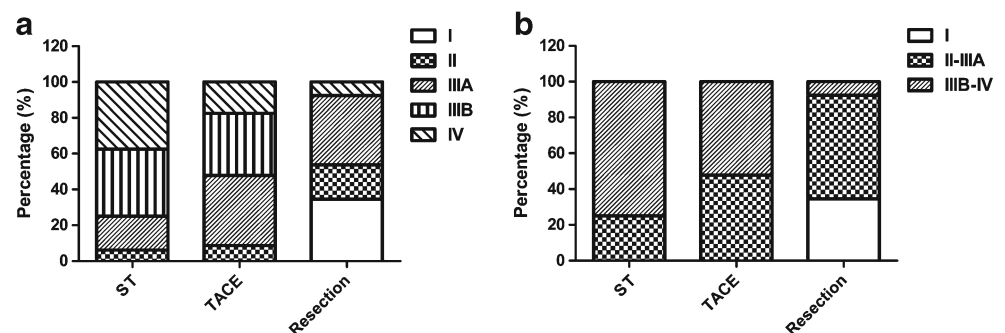 a
Percentage (%)
120
100
80
60
40
20
0
ST
TACE
Resection
I
II
IIIA
IIIB
IV
b
Percentage (%)
120
100
80
60
40
20
0
ST
TACE
Resection
I
II-IIIA
IIIB-IV